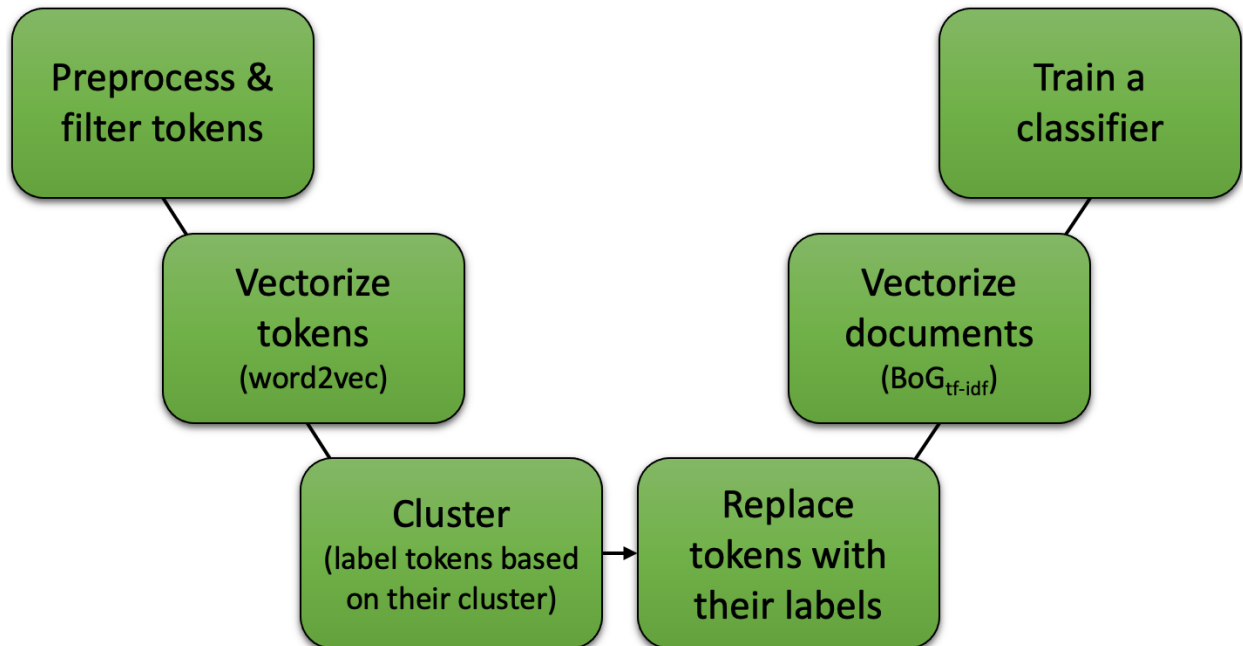 Preprocess &
filter tokens
Vectorize
tokens
(word2vec)
Cluster
(label tokens based
on their cluster)
Replace
tokens with
their labels
Vectorize
documents
(BoGtf-idf)
Train a
classifier